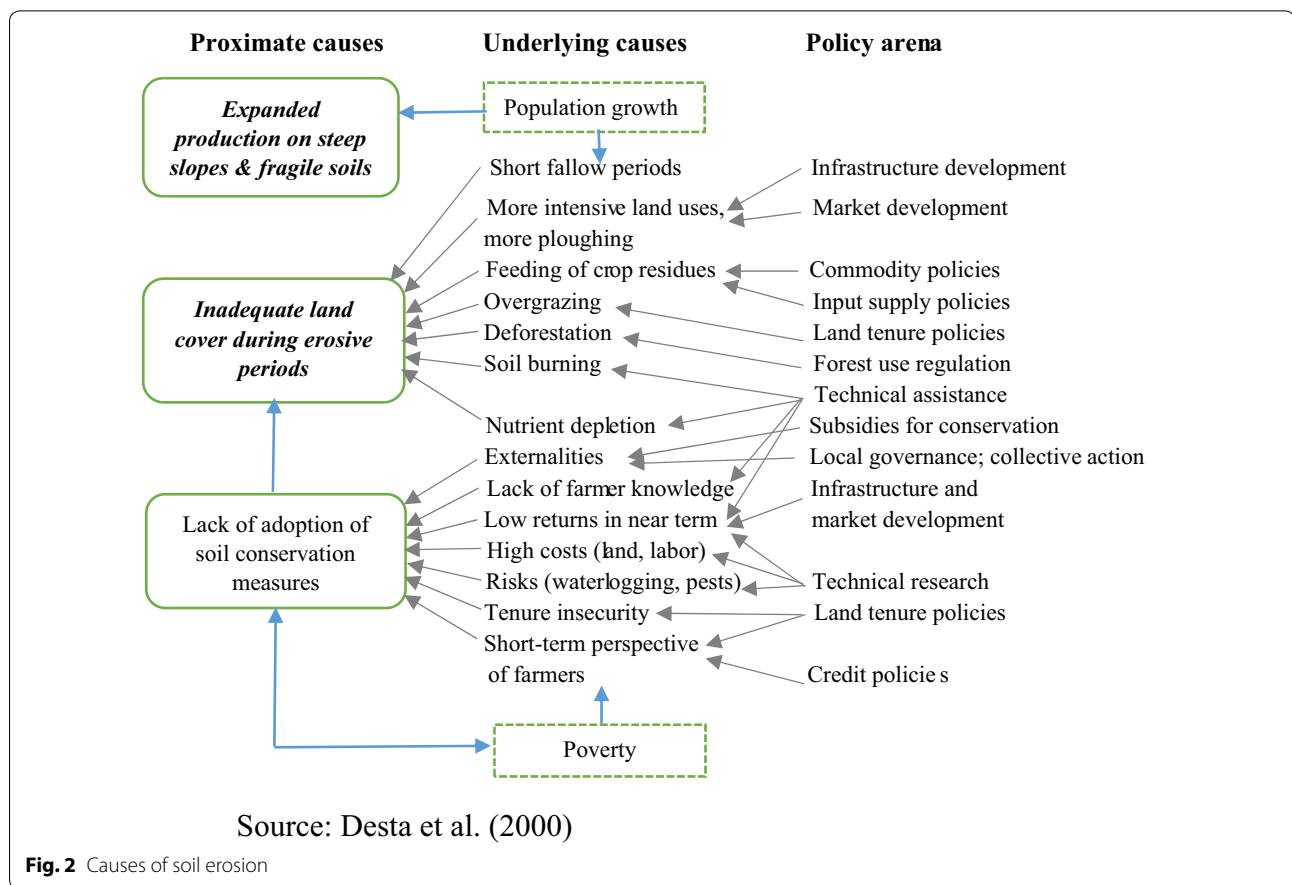 Proximate causes
Underlying causes
Policy arena
Expanded
production on steep
slopes & fragile soils
Population growth
Short fallow periods
Infrastructure development
More intensive land uses,
more ploughing
Market development
Feeding of crop residues
Commodity policies
Input supply policies
Inadequate land
cover during erosive
periods
Overgrazing
Land tenure policies
Deforestation
Forest use regulation
Soil burning
Technical assistance
Nutrient depletion
Subsidies for conservation
Externalities
Local governance; collective action
Lack of adoption of
soil conservation
measures
Lack of farmer knowledge
Infrastructure and
market development
Low returns in near term
High costs (land, labor)
Risks (waterlogging, pests)
Technical research
Tenure insecurity
Land tenure policies
Short-term perspective
of farmers
Credit policies
Poverty
Source: Desta et al. (2000)
Fig. 2 Causes of soil erosion